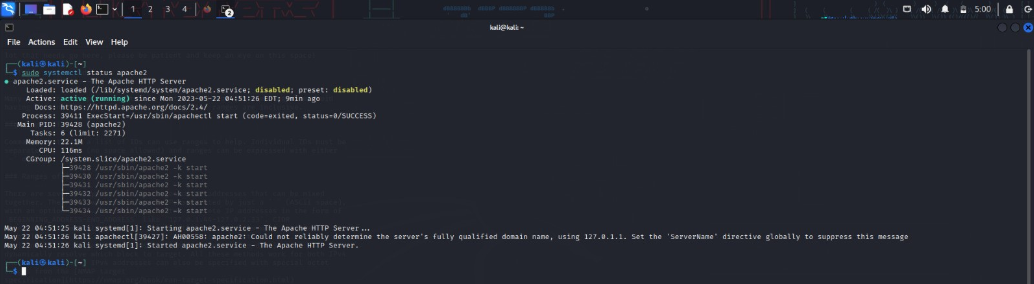 1 2 3 4
2
5:00
kali@kali: ~
File Actions Edit View Help
┌──(kali㉿kali)-[~]
└─$ sudo systemctl status apache2
● apache2.service - The Apache HTTP Server
Loaded: loaded (/lib/systemd/system/apache2.service; disabled; preset: disabled)
Active: active (running) since Mon 2023-05-22 04:51:26 EDT; 9min ago
Docs: https://httpd.apache.org/docs/2.4/
Process: 39411 ExecStart=/usr/sbin/apachectl start (code=exited, status=0/SUCCESS)
Main PID: 39428 (apache2)
Tasks: 6 (limit: 2271)
Memory: 22.1M
CPU: 116ms
CGroup: /system.slice/apache2.service
├─39428 /usr/sbin/apache2 -k start
├─39430 /usr/sbin/apache2 -k start
├─39431 /usr/sbin/apache2 -k start
├─39432 /usr/sbin/apache2 -k start
├─39433 /usr/sbin/apache2 -k start
└─39434 /usr/sbin/apache2 -k start
May 22 04:51:25 kali systemd[1]: Starting apache2.service - The Apache HTTP Server...
May 22 04:51:26 kali apachectl[39427]: AH00558: apache2: Could not reliably determine the server's fully qualified domain name, using 127.0.1.1. Set the 'ServerName' directive globally to suppress this message
May 22 04:51:26 kali systemd[1]: Started apache2.service - The Apache HTTP Server.
┌──(kali㉿kali)-[~]
└─$